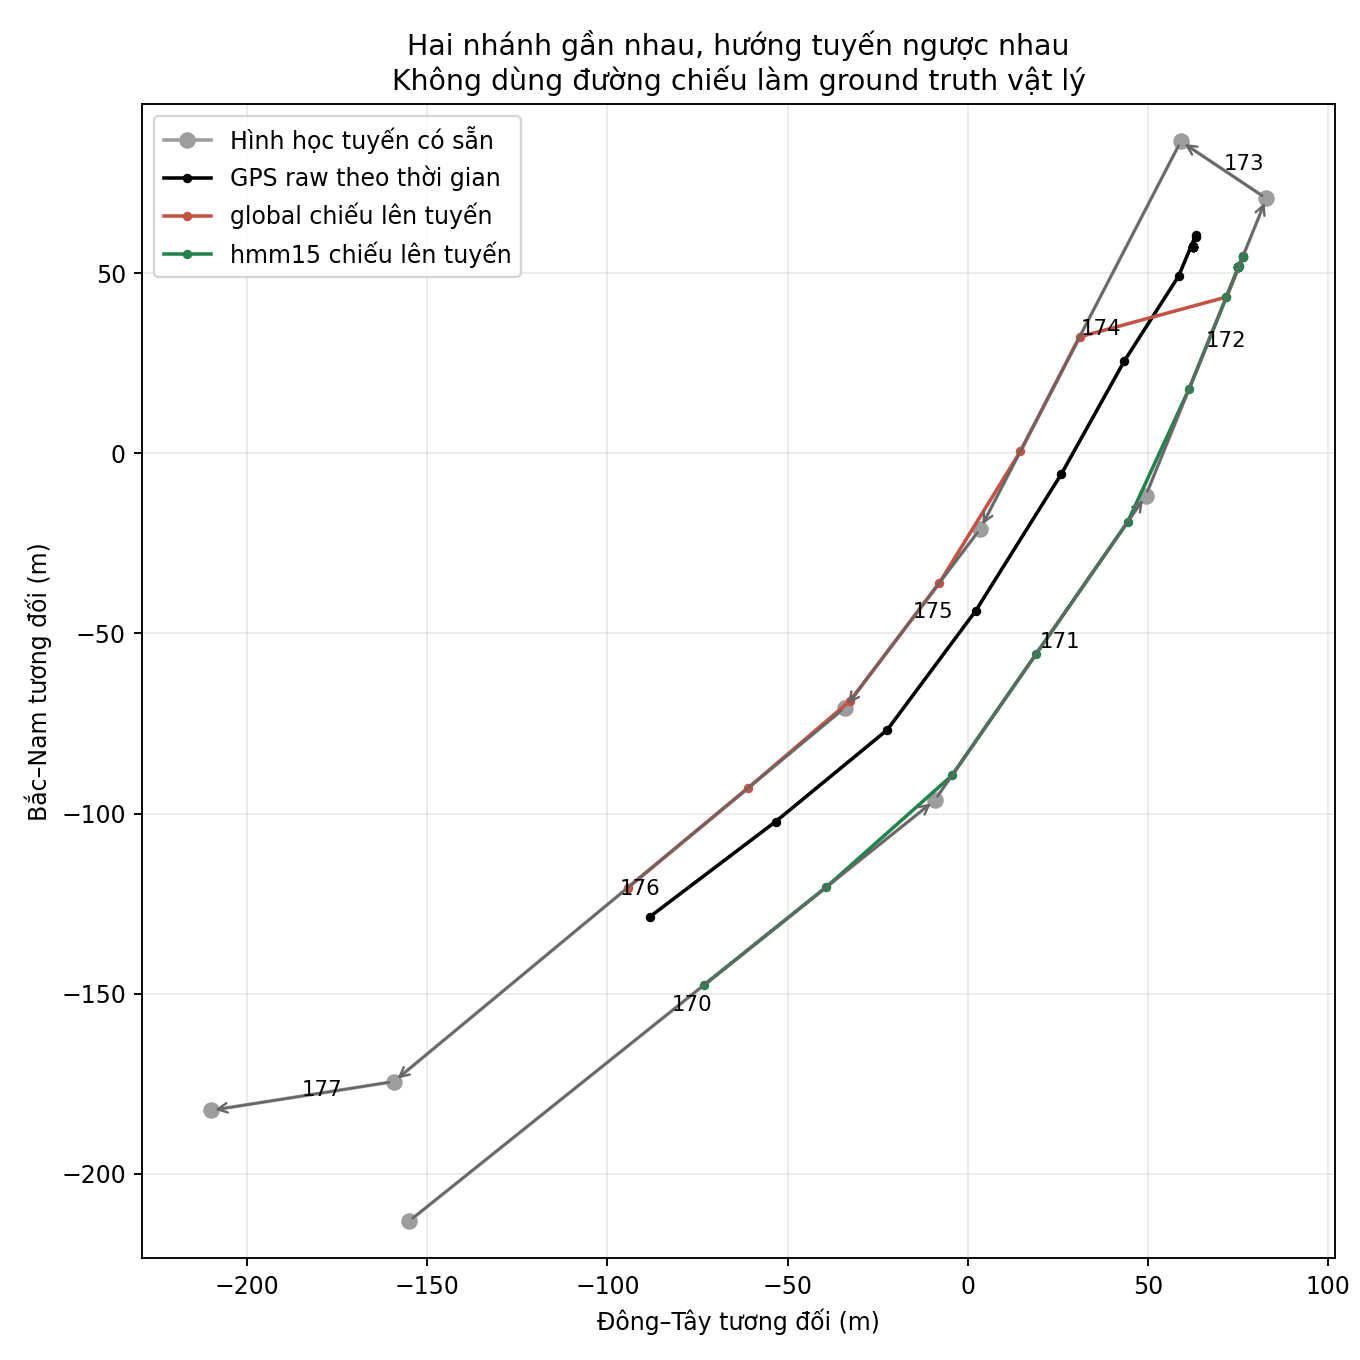 Hai nhánh gần nhau, hướng tuyến ngược nhau
Không dùng đường chiếu làm ground truth vật lý
Hình học tuyến có sẵn
GPS raw theo thời gian
global chiếu lên tuyến
hmm15 chiếu lên tuyến
173
174
172
175
171
176
170
177
50
0
−50
−100
−150
−200
Bắc–Nam tương đối (m)
−200
−150
−100
−50
0
50
100
Đông–Tây tương đối (m)